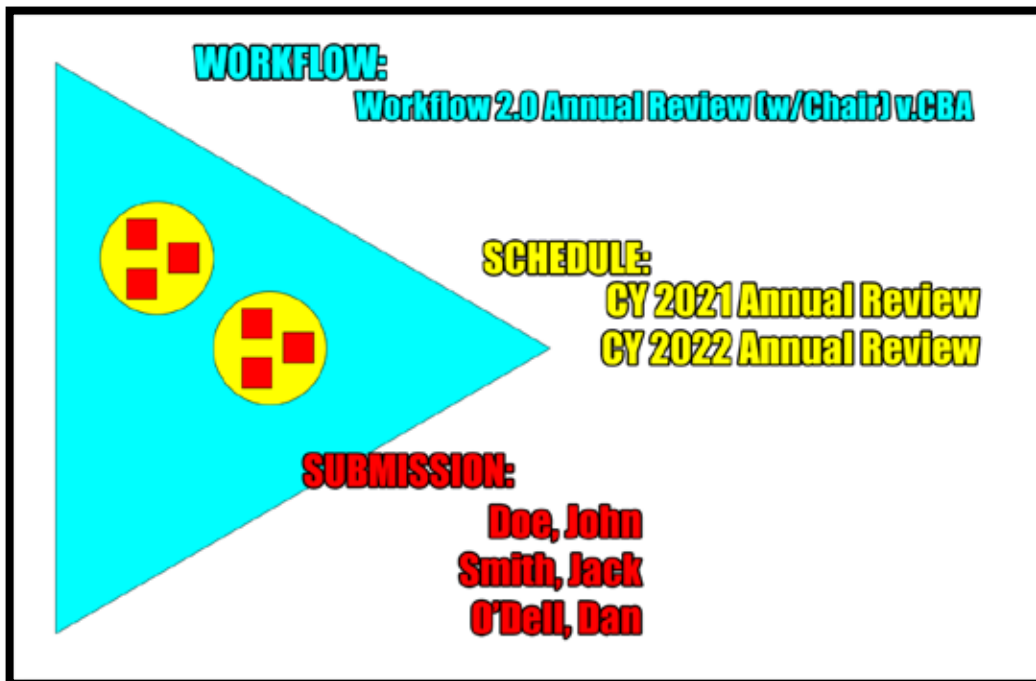 WORKFLOW:
Workflow 2.0 Annual Review (w/Chair) v.CBA
SCHEDULE:
CY 2021 Annual Review
CY 2022 Annual Review
SUBMISSION:
Doe, John
Smith, Jack
O'Dell, Dan